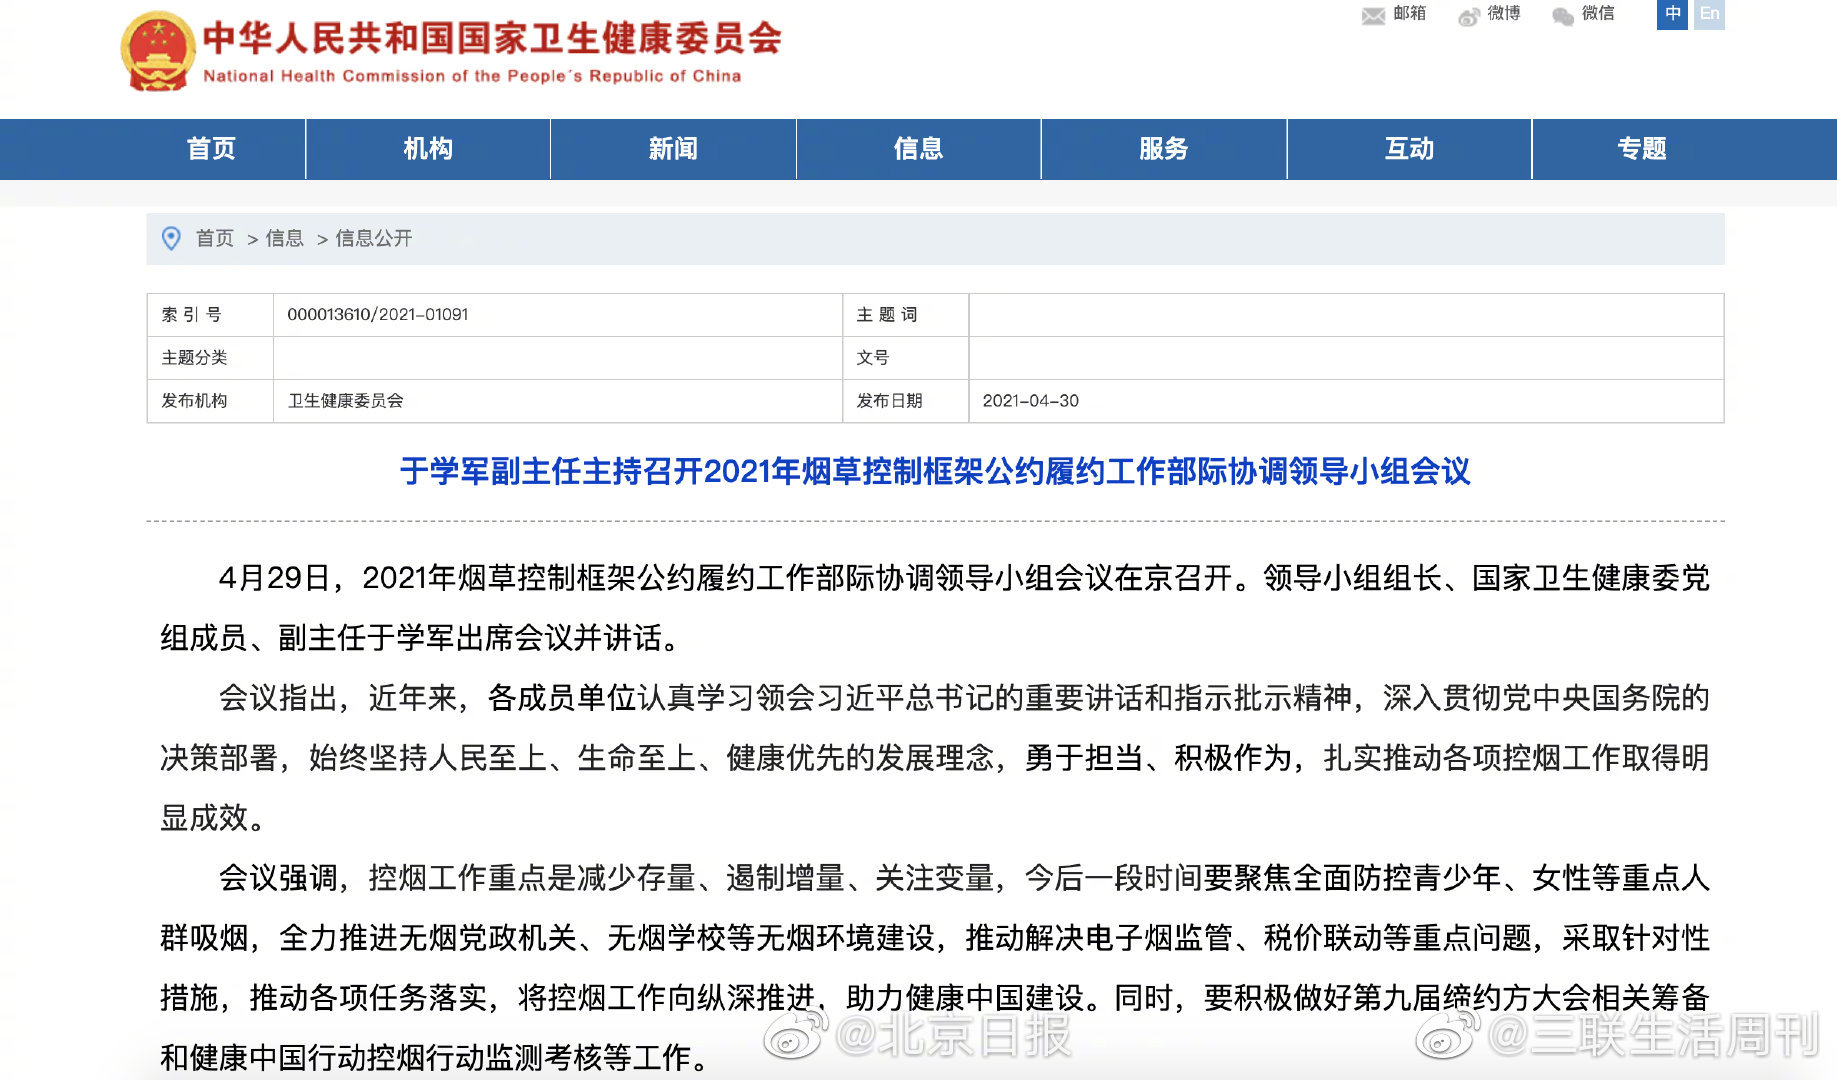 中华人民共和国国家卫生健康委员会
National Health Commission of the People´s Republic of China
邮箱 微博 微信 中 En
首页 机构 新闻 信息 服务 互动 专题
首页 > 信息 > 信息公开
索 引 号 000013610/2021-01091 主 题 词
主题分类 文号
发布机构 卫生健康委员会 发布日期 2021-04-30
于学军副主任主持召开2021年烟草控制框架公约履约工作部际协调领导小组会议
4月29日，2021年烟草控制框架公约履约工作部际协调领导小组会议在京召开。领导小组组长、国家卫生健康委党
组成员、副主任于学军出席会议并讲话。
会议指出，近年来，各成员单位认真学习领会习近平总书记的重要讲话和指示批示精神，深入贯彻党中央国务院的
决策部署，始终坚持人民至上、生命至上、健康优先的发展理念，勇于担当、积极作为，扎实推动各项控烟工作取得明
显成效。
会议强调，控烟工作重点是减少存量、遏制增量、关注变量，今后一段时间要聚焦全面防控青少年、女性等重点人
群吸烟，全力推进无烟党政机关、无烟学校等无烟环境建设，推动解决电子烟监管、税价联动等重点问题，采取针对性
措施，推动各项任务落实，将控烟工作向纵深推进，助力健康中国建设。同时，要积极做好第九届缔约方大会相关筹备
和健康中国行动控烟行动监测考核等工作。
@北京日报
@三联生活周刊